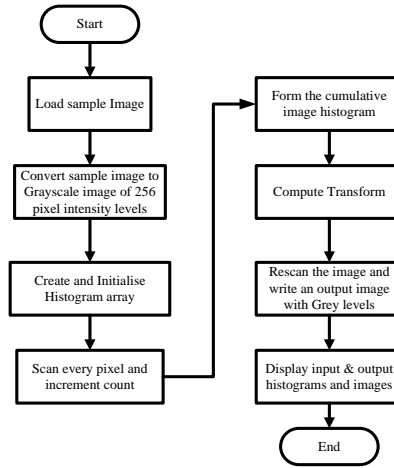 Start
Load sample Image
Convert sample image to
Grayscale image of 256
pixel intensity levels
Create and Initialise
Histogram array
Scan every pixel and
increment count
Form the cumulative
image histogram
Compute Transform
Rescan the image and
write an output image
with Grey levels
Display input & output
histograms and images
End